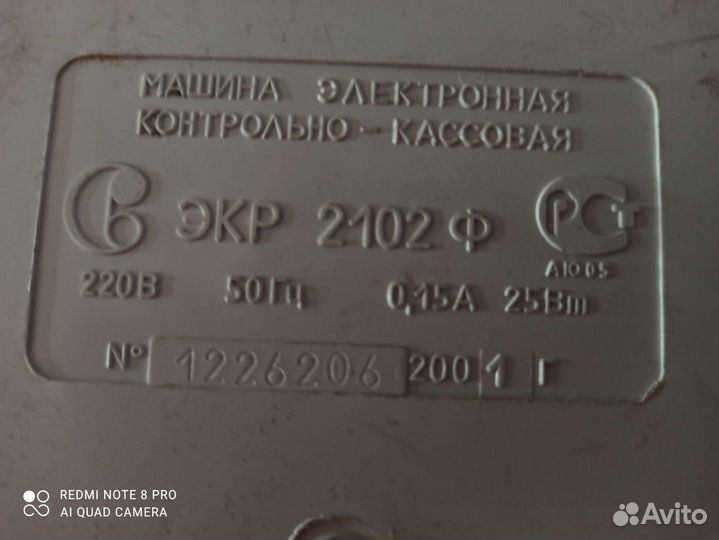 МАШИНА ЭЛЕКТРОННАЯ
КОНТРОЛЬНО – КАССОВАЯ
ЭКР 2102 Ф
РСТ
АЮ05
220В 50Гц 0,15А 25Вт
№ 1226206 2001 Г
REDMI NOTE 8 PRO
AI QUAD CAMERA
Avito